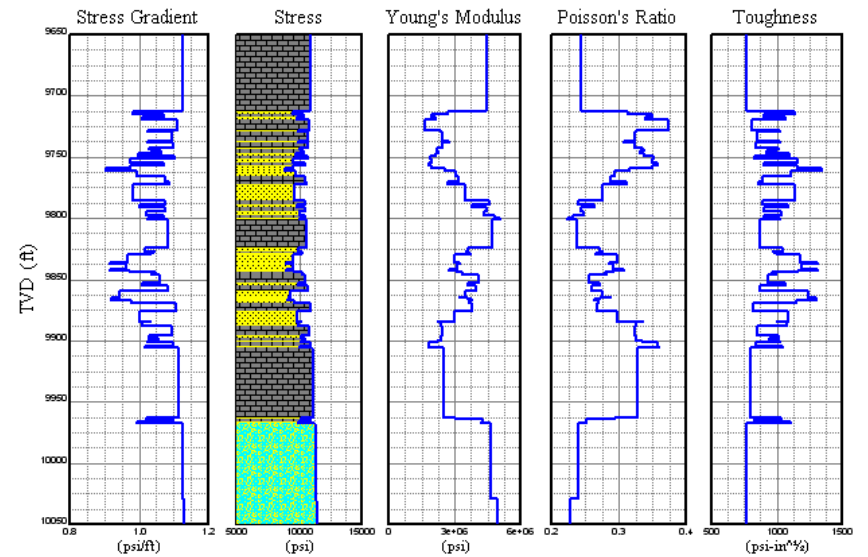 Stress Gradient Stress Young's Modulus Poisson's Ratio Toughness
9650
9700
9750
9800
9850
9900
9950
10000
10050
TVD (ft)
0.8 1.0 1.2 5000 10000 15000 0 3e+06 6e+06 0.2 0.3 0.4 500 1000 1500
(psi/ft) (psi) (psi) (psi-in^½)